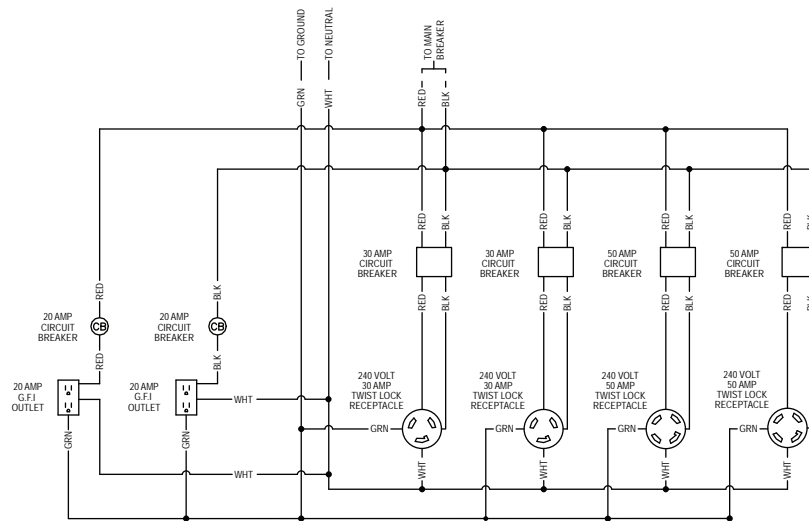 TO GROUND
TO NEUTRAL
TO MAIN
BREAKER
GRN
WHT
RED
BLK
RED
BLK
RED
BLK
RED
BLK
RED
BLK
30 AMP
CIRCUIT
BREAKER
30 AMP
CIRCUIT
BREAKER
50 AMP
CIRCUIT
BREAKER
50 AMP
CIRCUIT
BREAKER
RED
BLK
RED
BLK
RED
BLK
RED
BLK
RED
BLK
20 AMP
CIRCUIT
BREAKER
CB
20 AMP
CIRCUIT
BREAKER
CB
RED
BLK
20 AMP
G.F.I
OUTLET
20 AMP
G.F.I
OUTLET
240 VOLT
30 AMP
TWIST LOCK
RECEPTACLE
240 VOLT
30 AMP
TWIST LOCK
RECEPTACLE
240 VOLT
50 AMP
TWIST LOCK
RECEPTACLE
240 VOLT
50 AMP
TWIST LOCK
RECEPTACLE
WHT
GRN
GRN
GRN
GRN
GRN
GRN
WHT
WHT
WHT
WHT
WHT